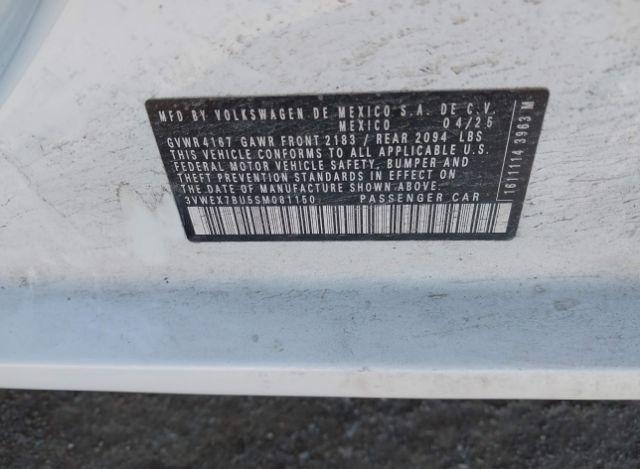 MFD BY VOLKSWAGEN DE MEXICO S.A. DE C.V.
MEXICO 04/25
GVWR 4167 GAWR FRONT 2183 / REAR 2094 LBS
THIS VEHICLE CONFORMS TO ALL APPLICABLE U.S.
FEDERAL MOTOR VEHICLE SAFETY, BUMPER AND
THEFT PREVENTION STANDARDS IN EFFECT ON
THE DATE OF MANUFACTURE SHOWN ABOVE.
3VWEX7BU5SM081150 PASSENGER CAR
1611114 3963 M